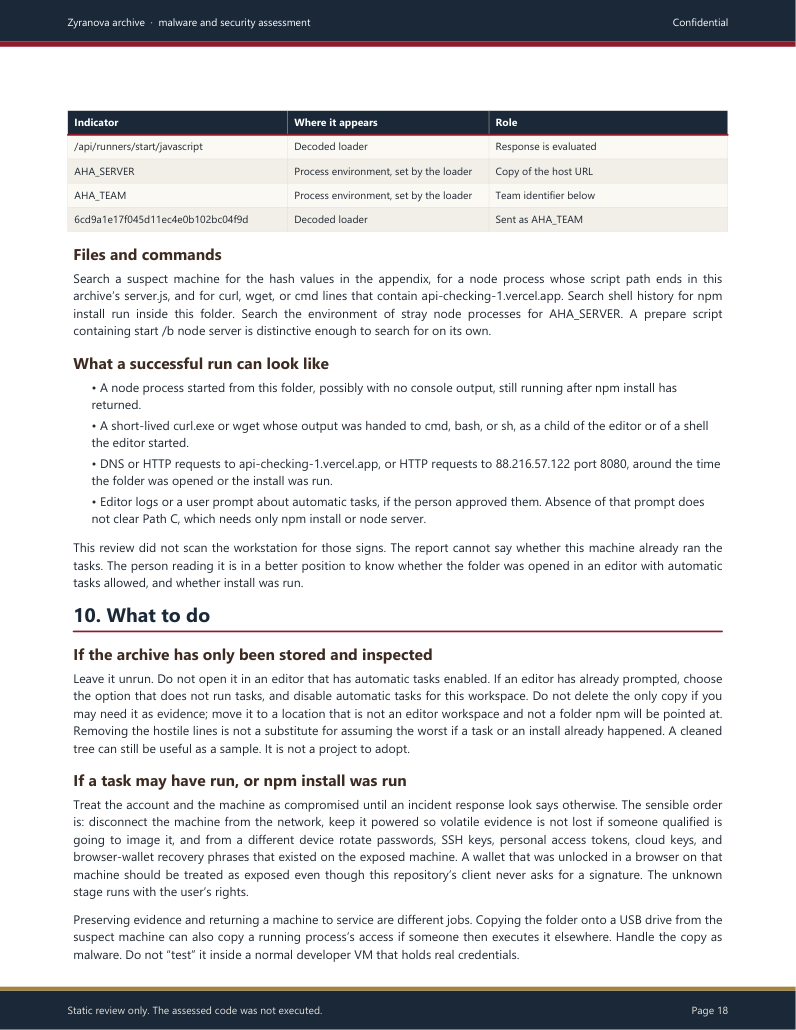 Zyranova archive · malware and security assessment
Confidential
Indicator Where it appears Role
/api/runners/start/javascript Decoded loader Response is evaluated
AHA_SERVER Process environment, set by the loader Copy of the host URL
AHA_TEAM Process environment, set by the loader Team identifier below
6cd9a1e17f045d11ec4e0b102bc04f9d Decoded loader Sent as AHA_TEAM
Files and commands
Search a suspect machine for the hash values in the appendix, for a node process whose script path ends in this
archive’s server.js, and for curl, wget, or cmd lines that contain api-checking-1.vercel.app. Search shell history for npm
install run inside this folder. Search the environment of stray node processes for AHA_SERVER. A prepare script
containing start /b node server is distinctive enough to search for on its own.
What a successful run can look like
• A node process started from this folder, possibly with no console output, still running after npm install has
returned.
• A short-lived curl.exe or wget whose output was handed to cmd, bash, or sh, as a child of the editor or of a shell
the editor started.
• DNS or HTTP requests to api-checking-1.vercel.app, or HTTP requests to 88.216.57.122 port 8080, around the time
the folder was opened or the install was run.
• Editor logs or a user prompt about automatic tasks, if the person approved them. Absence of that prompt does
not clear Path C, which needs only npm install or node server.
This review did not scan the workstation for those signs. The report cannot say whether this machine already ran the
tasks. The person reading it is in a better position to know whether the folder was opened in an editor with automatic
tasks allowed, and whether install was run.
10. What to do
If the archive has only been stored and inspected
Leave it unrun. Do not open it in an editor that has automatic tasks enabled. If an editor has already prompted, choose
the option that does not run tasks, and disable automatic tasks for this workspace. Do not delete the only copy if you
may need it as evidence; move it to a location that is not an editor workspace and not a folder npm will be pointed at.
Removing the hostile lines is not a substitute for assuming the worst if a task or an install already happened. A cleaned
tree can still be useful as a sample. It is not a project to adopt.
If a task may have run, or npm install was run
Treat the account and the machine as compromised until an incident response look says otherwise. The sensible order
is: disconnect the machine from the network, keep it powered so volatile evidence is not lost if someone qualified is
going to image it, and from a different device rotate passwords, SSH keys, personal access tokens, cloud keys, and
browser-wallet recovery phrases that existed on the exposed machine. A wallet that was unlocked in a browser on that
machine should be treated as exposed even though this repository’s client never asks for a signature. The unknown
stage runs with the user’s rights.
Preserving evidence and returning a machine to service are different jobs. Copying the folder onto a USB drive from the
suspect machine can also copy a running process’s access if someone then executes it elsewhere. Handle the copy as
malware. Do not “test” it inside a normal developer VM that holds real credentials.
Static review only. The assessed code was not executed.
Page 18